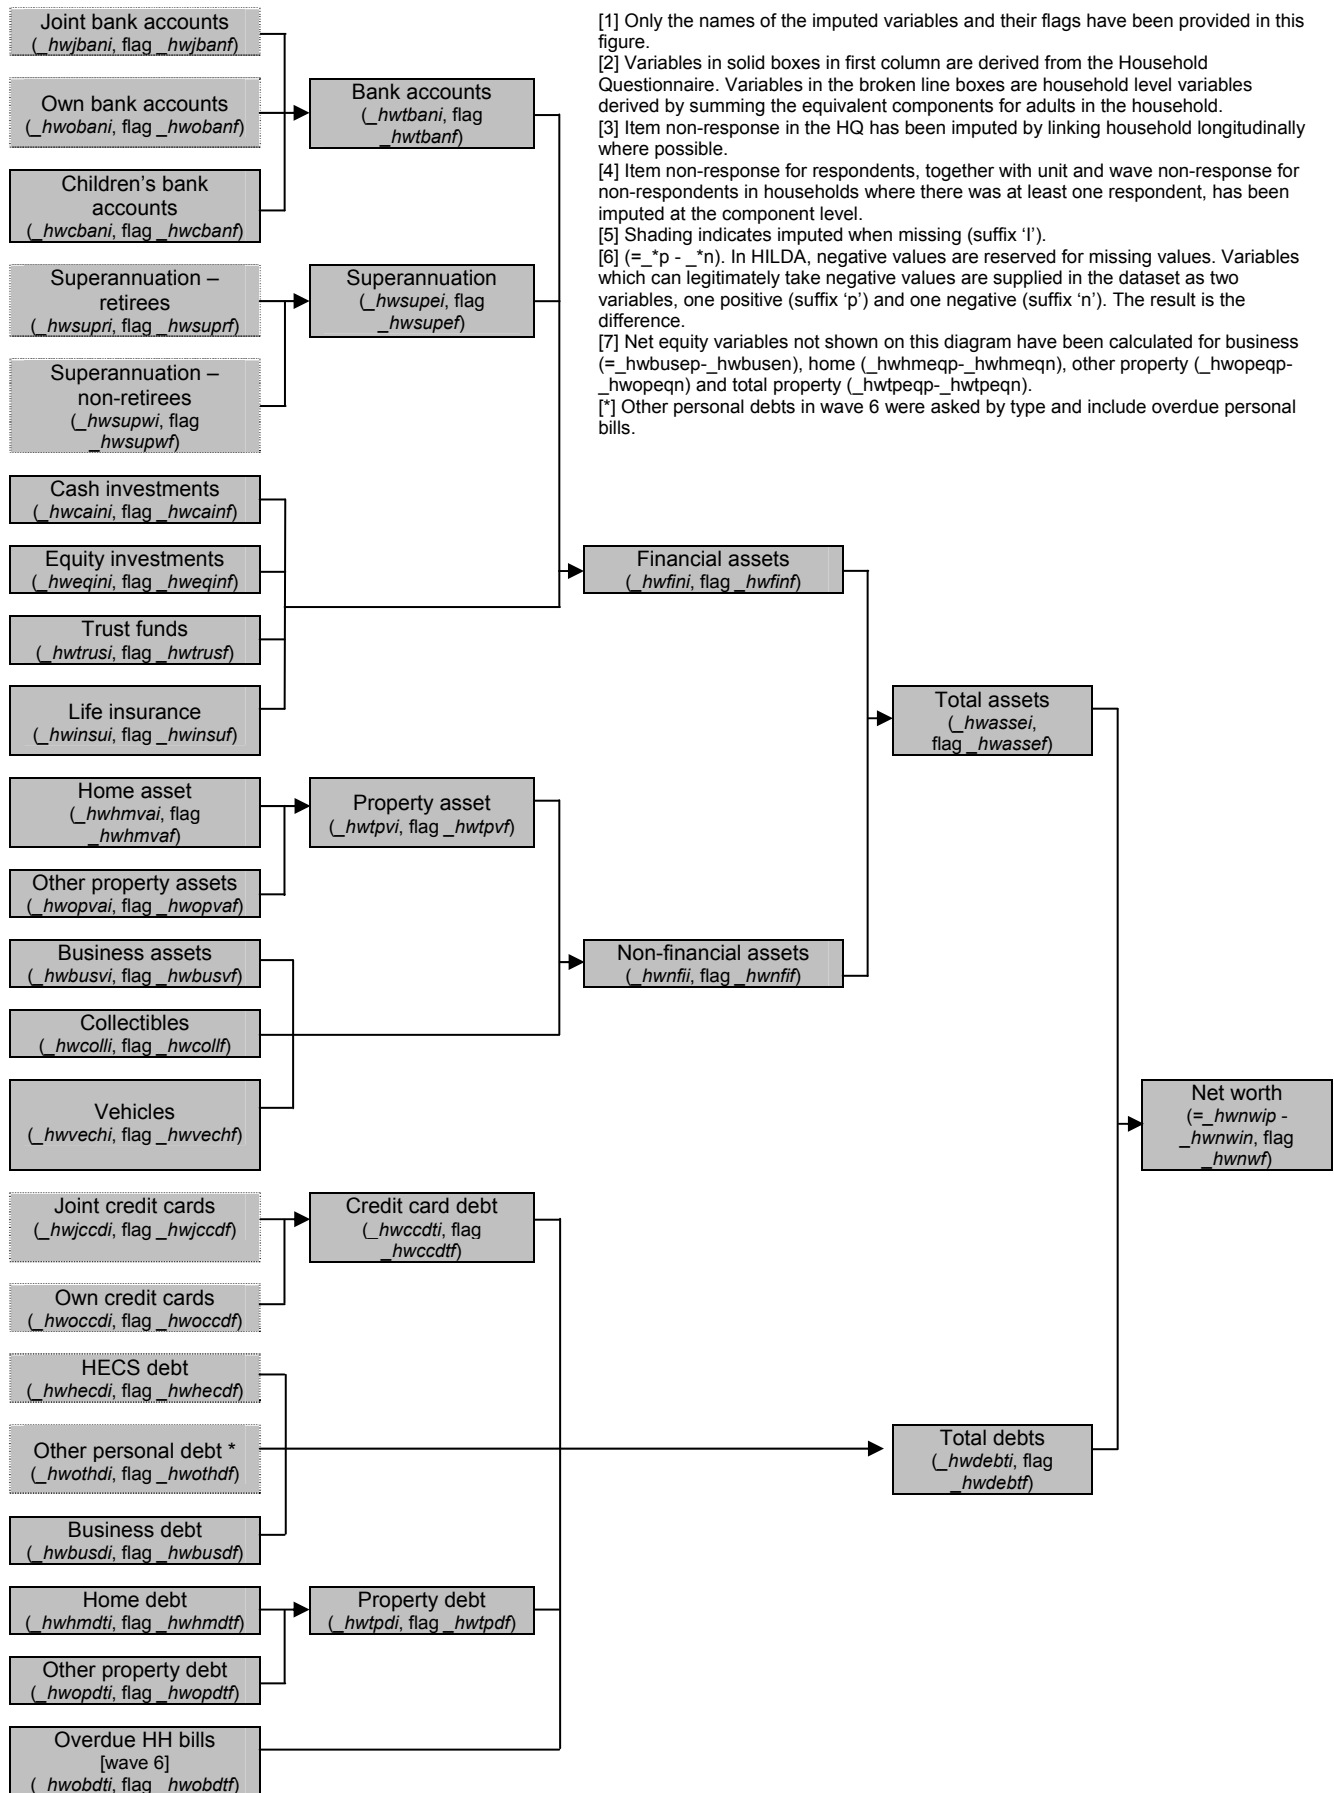 Joint bank accounts
(_hwjbani, flag _hwjbanf)
Own bank accounts
(_hwobani, flag _hwobanf)
Children's bank
accounts
(_hwcbani, flag _hwcbanf)
Superannuation –
retirees
(_hwsupri, flag _hwsuprf)
Superannuation –
non-retirees
(_hwsupwi, flag
_hwsupwf)
Cash investments
(_hwcaini, flag _hwcainf)
Equity investments
(_hweqini, flag _hweqinf)
Trust funds
(_hwtrusi, flag _hwtrusf)
Life insurance
(_hwinsui, flag _hwinsuf)
Home asset
(_hwhmvai, flag
_hwhmvaf)
Other property assets
(_hwopvai, flag _hwopvaf)
Business assets
(_hwbusvi, flag _hwbusvf)
Collectibles
(_hwcolli, flag _hwcollf)
Vehicles
(_hwvechi, flag _hwvechf)
Joint credit cards
(_hwjccdi, flag _hwjccdf)
Own credit cards
(_hwoccdi, flag _hwoccdf)
HECS debt
(_hwhecdi, flag _hwhecdf)
Other personal debt *
(_hwothdi, flag _hwothdf)
Business debt
(_hwbusdi, flag _hwbusdf)
Home debt
(_hwhmdti, flag _hwhmdtf)
Other property debt
(_hwopdti, flag _hwopdtf)
Overdue HH bills
[wave 6]
(_hwobdti, flag _hwobdtf)
Bank accounts
(_hwtbani, flag
_hwtbanf)
Superannuation
(_hwsupei, flag
_hwsupef)
Property asset
(_hwtpvi, flag _hwtpvf)
Credit card debt
(_hwccdti, flag
_hwccdtf)
Property debt
(_hwtpdi, flag _hwtpdf)
[1] Only the names of the imputed variables and their flags have been provided in this
figure.
[2] Variables in solid boxes in first column are derived from the Household
Questionnaire. Variables in the broken line boxes are household level variables
derived by summing the equivalent components for adults in the household.
[3] Item non-response in the HQ has been imputed by linking household longitudinally
where possible.
[4] Item non-response for respondents, together with unit and wave non-response for
non-respondents in households where there was at least one respondent, has been
imputed at the component level.
[5] Shading indicates imputed when missing (suffix 'I').
[6] (=_*p - _*n). In HILDA, negative values are reserved for missing values. Variables
which can legitimately take negative values are supplied in the dataset as two
variables, one positive (suffix 'p') and one negative (suffix 'n'). The result is the
difference.
[7] Net equity variables not shown on this diagram have been calculated for business
(=_hwbusep-_hwbusen), home (_hwhmeqp-_hwhmeqn), other property (_hwopeqp-
_hwopeqn) and total property (_hwtpeqp-_hwtpeqn).
[*] Other personal debts in wave 6 were asked by type and include overdue personal
bills.
Financial assets
(_hwfini, flag _hwfinf)
Non-financial assets
(_hwnfii, flag _hwnfif)
Total assets
(_hwassei,
flag _hwassef)
Total debts
(_hwdebti, flag
_hwdebtf)
Net worth
(=_hwnwip -
_hwnwin, flag
_hwnwf)